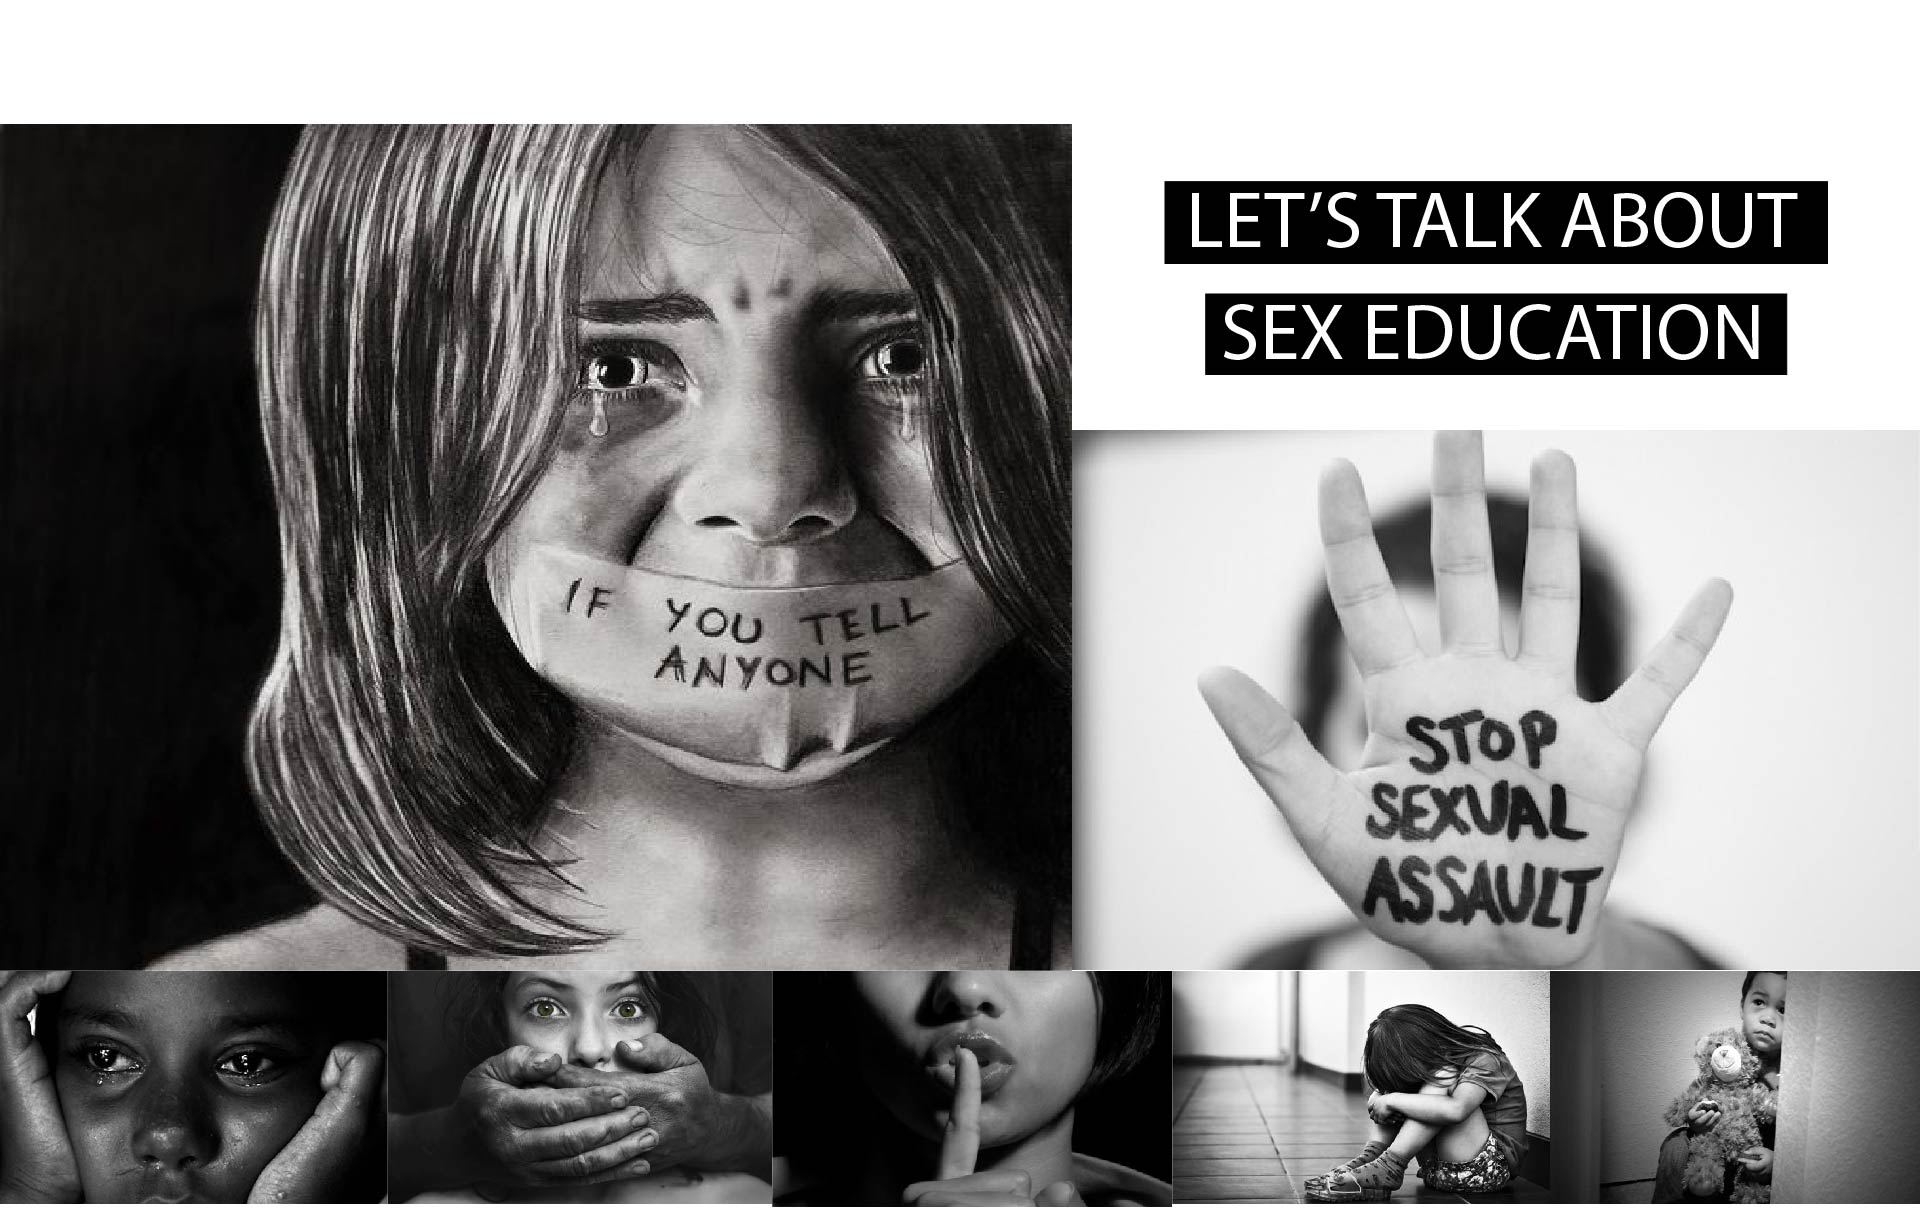 LET’S TALK ABOUT
SEX EDUCATION
IF YOU TELL
ANYONE
STOP
SEXUAL
ASSAULT